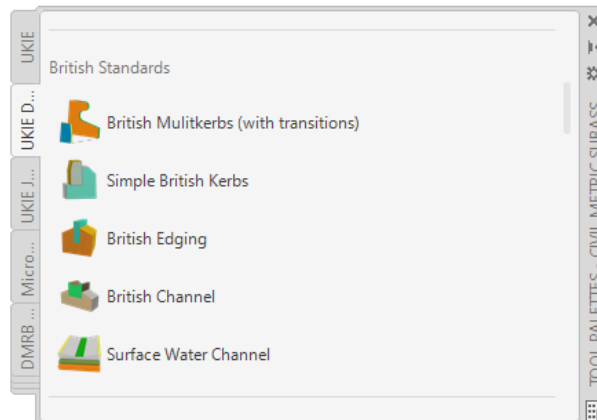 UKIE
UKIE D...
UKIE J...
Micro...
DMRB ...
British Standards
British Mulitkerbs (with transitions)
Simple British Kerbs
British Edging
British Channel
Surface Water Channel
TOOL PALETTES - CIVIL METRIC SUBASS